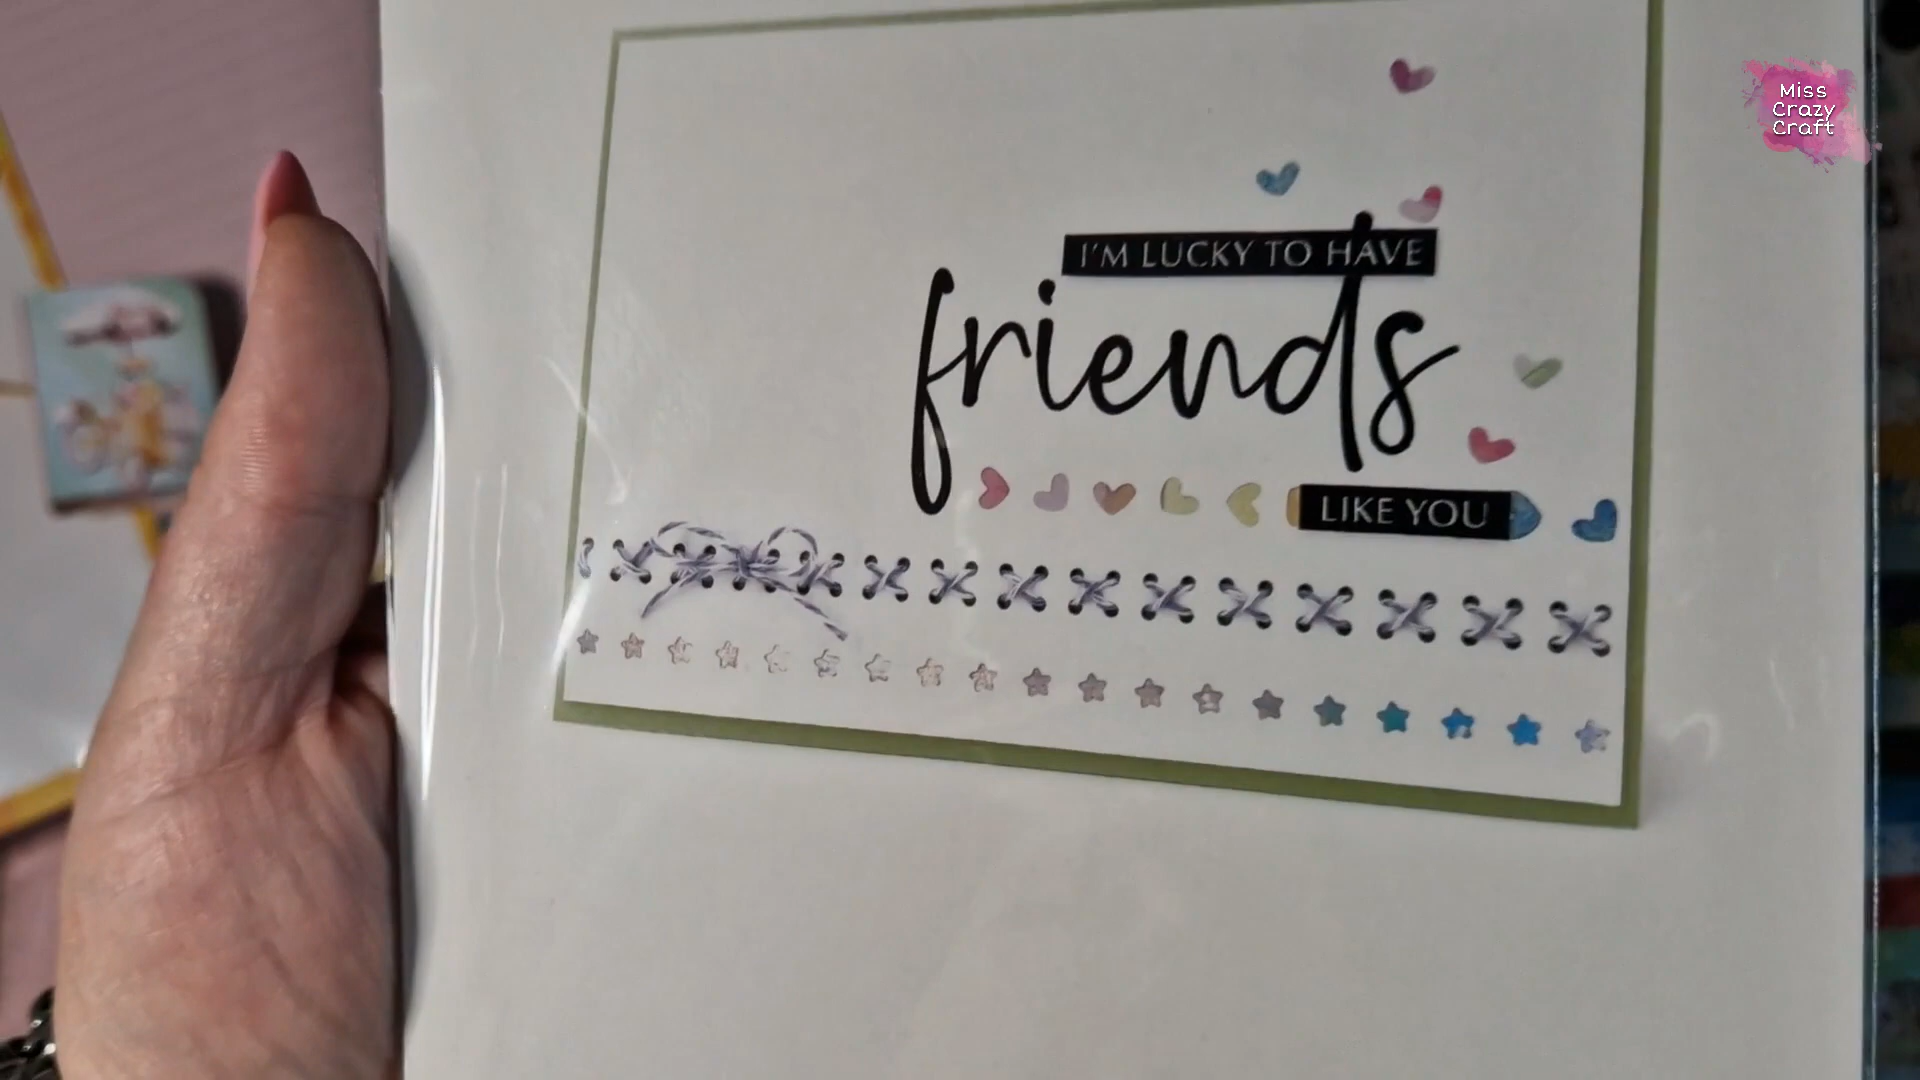 I'M LUCKY TO HAVE
friends
LIKE YOU
Miss
Crazy
Craft